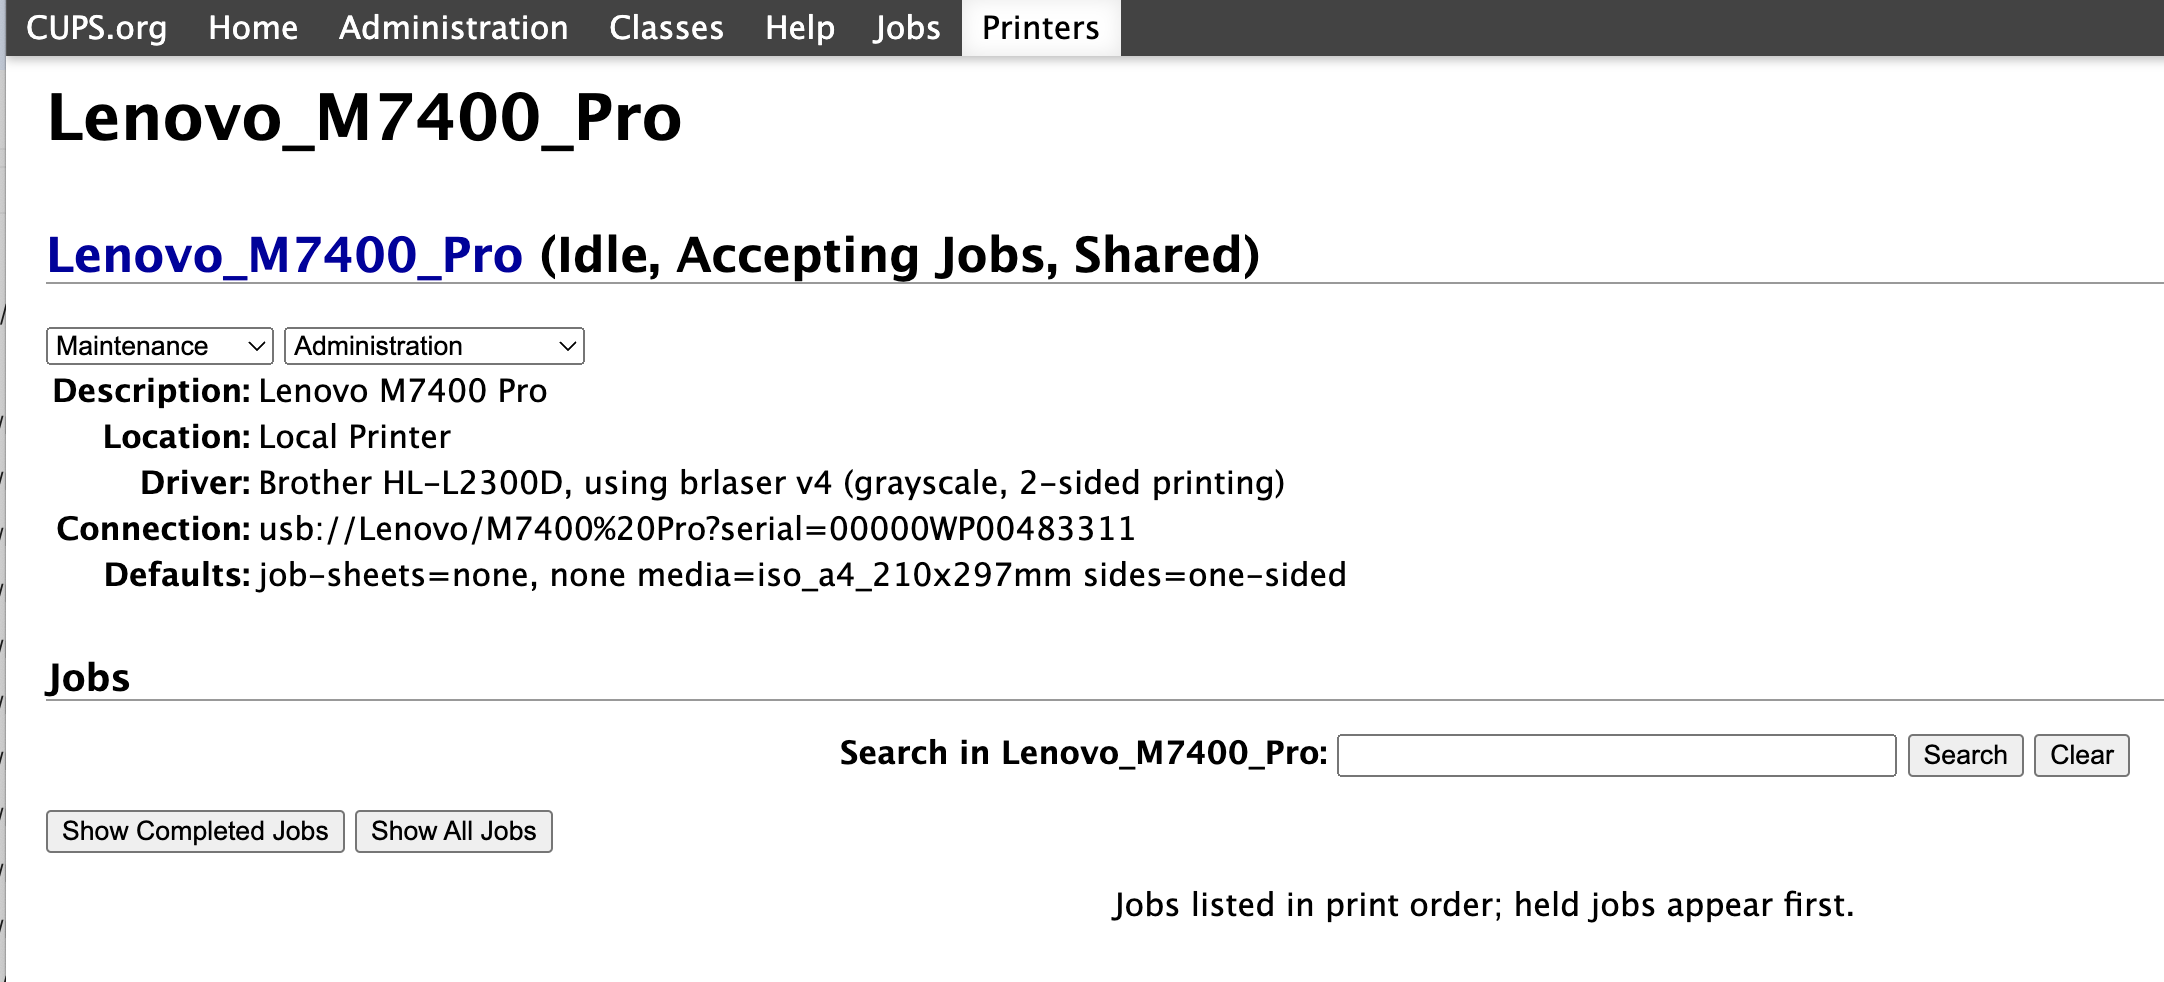 CUPS.org Home Administration Classes Help Jobs Printers
Lenovo_M7400_Pro
Lenovo_M7400_Pro (Idle, Accepting Jobs, Shared)
Maintenance Administration
Description: Lenovo M7400 Pro
Location: Local Printer
Driver: Brother HL-L2300D, using brlaser v4 (grayscale, 2-sided printing)
Connection: usb://Lenovo/M7400%20Pro?serial=00000WP00483311
Defaults: job-sheets=none, none media=iso_a4_210x297mm sides=one-sided
Jobs
Search in Lenovo_M7400_Pro: Search Clear
Show Completed Jobs Show All Jobs
Jobs listed in print order; held jobs appear first.